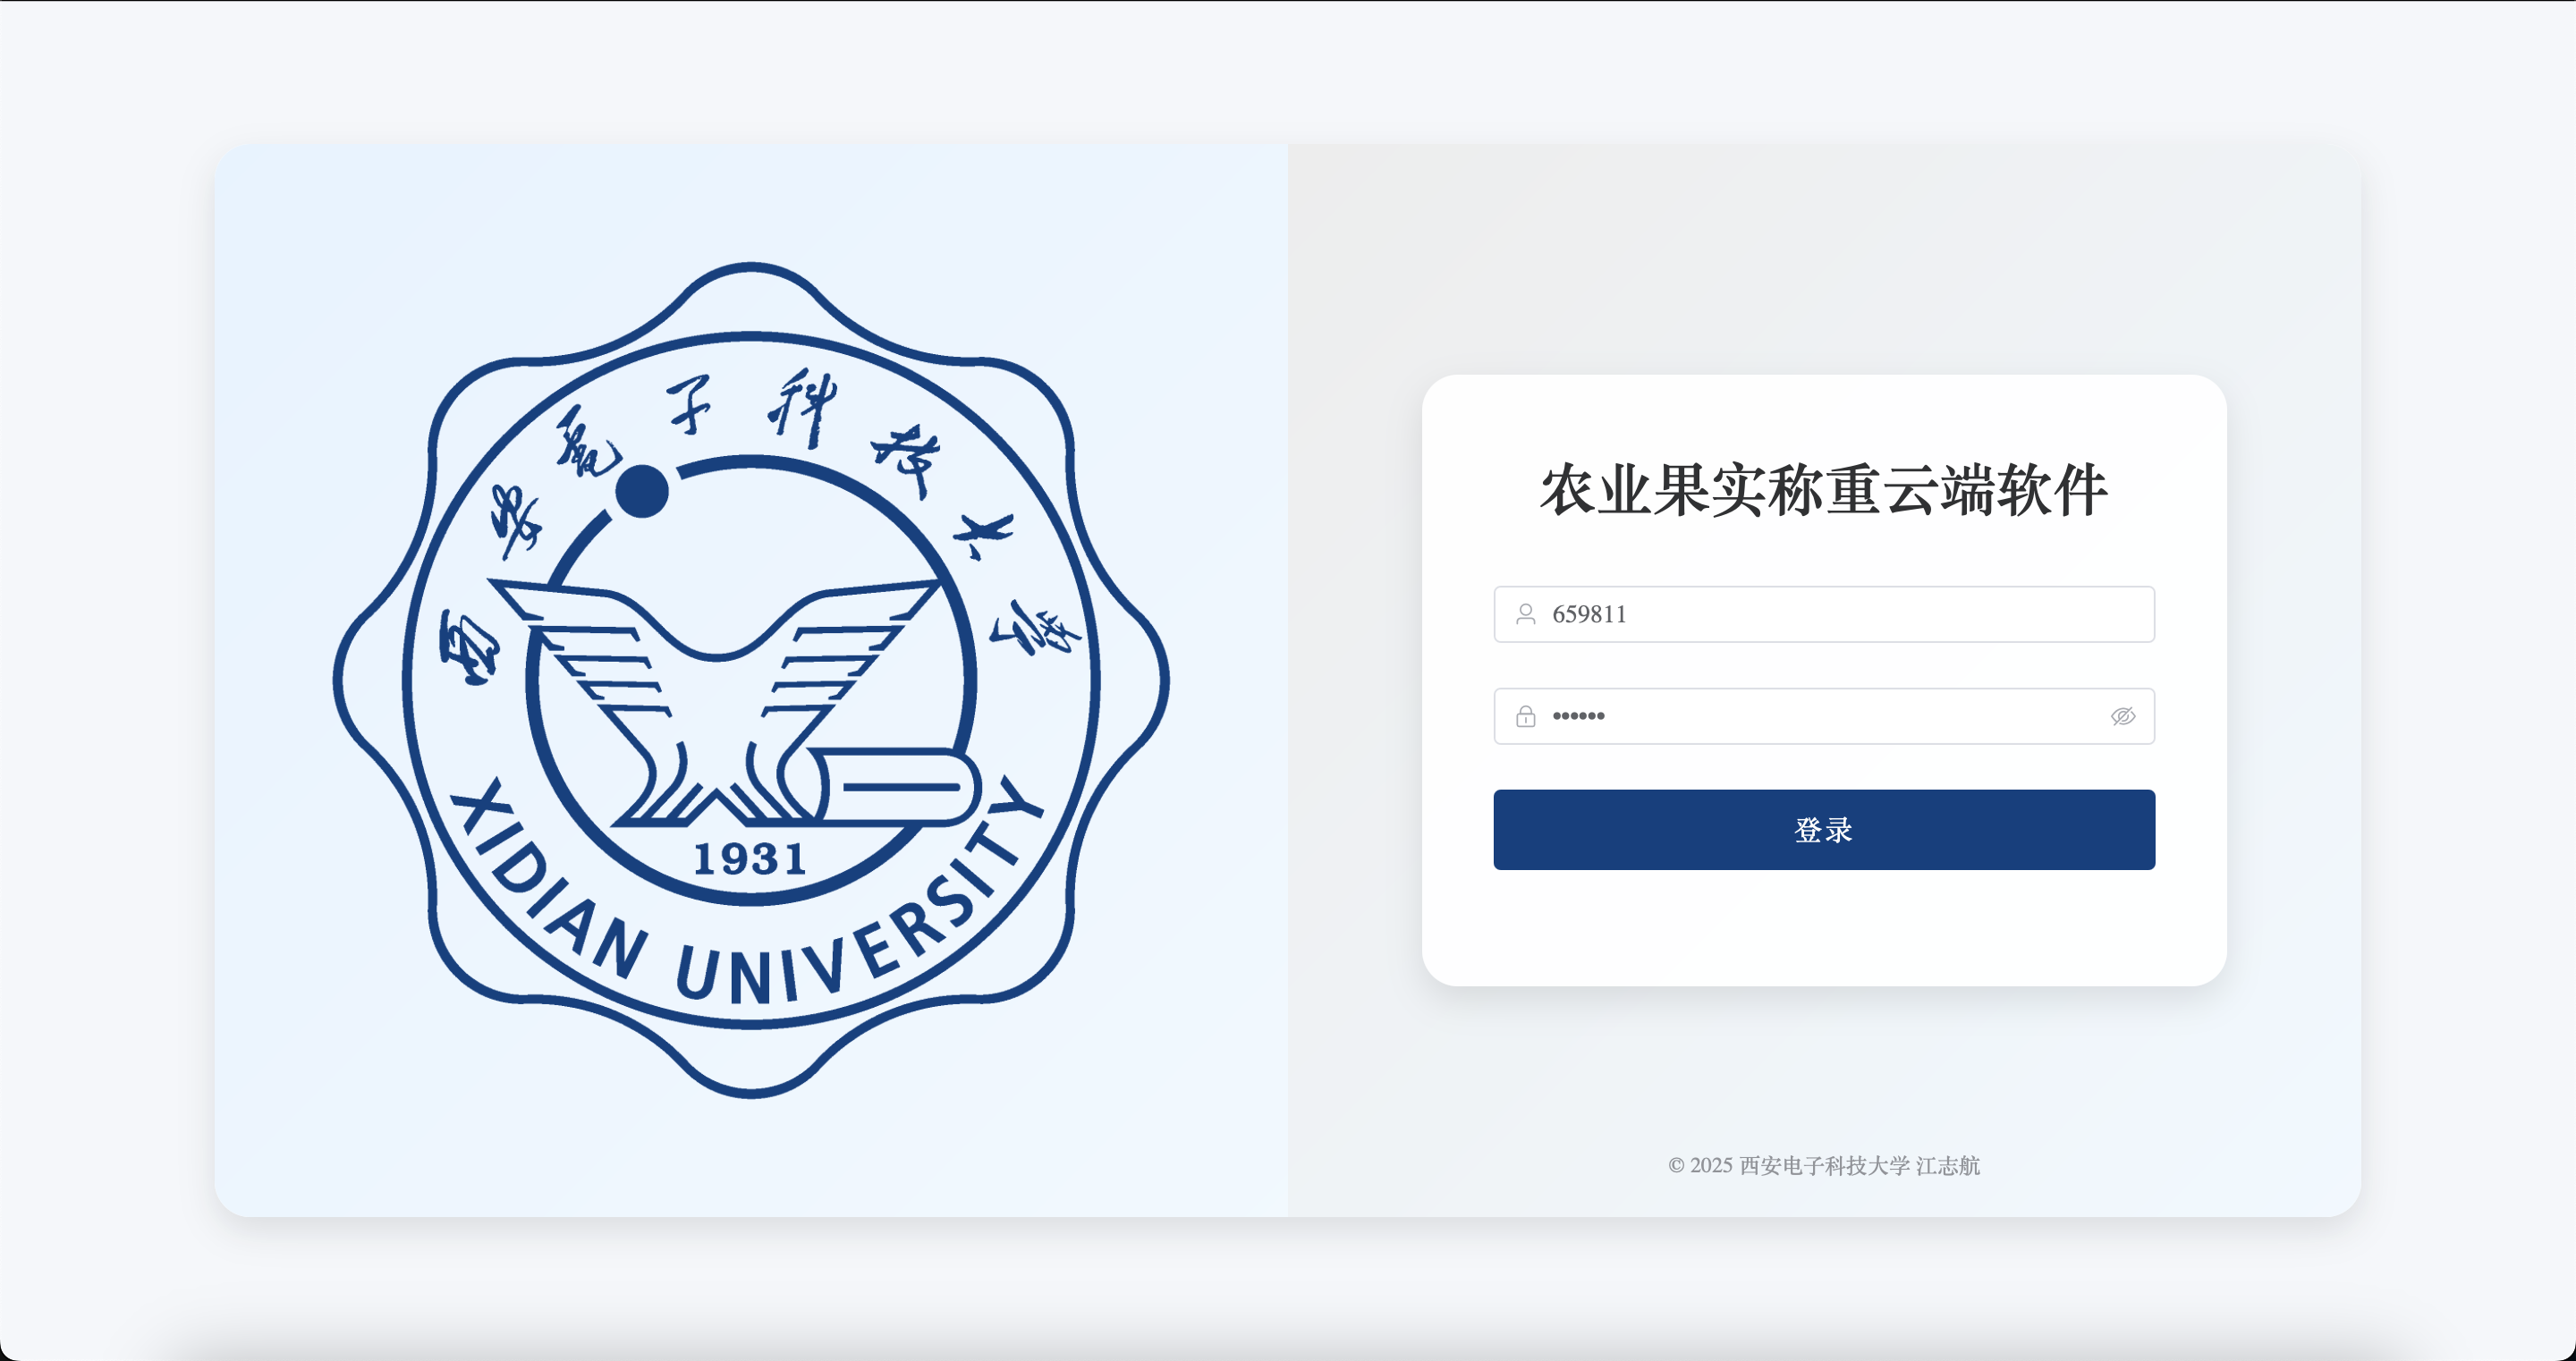 西安電子科技大学
1931
XIDIAN UNIVERSITY
农业果实称重云端软件
659811
••••••
登录
© 2025 西安电子科技大学 江志航